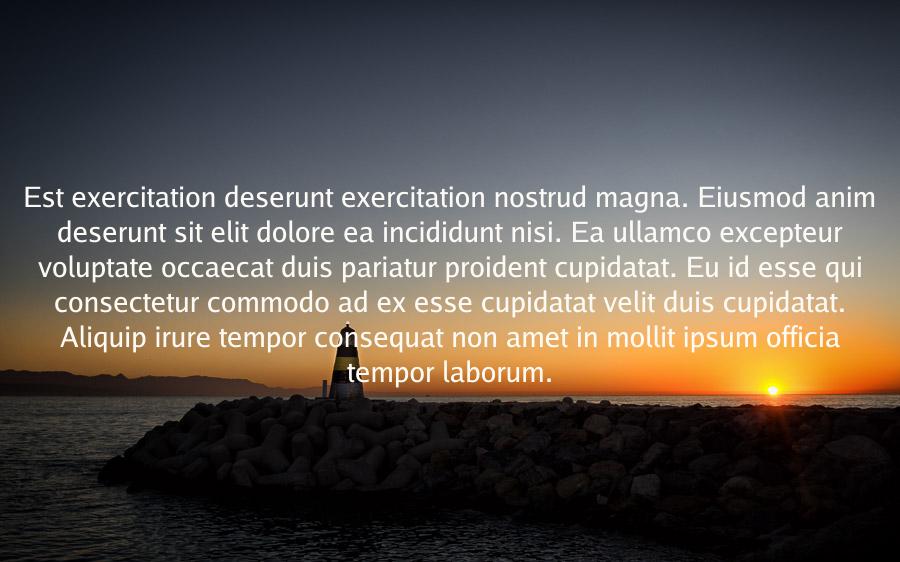 Est exercitation deserunt exercitation nostrud magna. Eiusmod anim
deserunt sit elit dolore ea incididunt nisi. Ea ullamco excepteur
voluptate occaecat duis pariatur proident cupidatat. Eu id esse qui
consectetur commodo ad ex esse cupidatat velit duis cupidatat.
Aliquip irure tempor consequat non amet in mollit ipsum officia
tempor laborum.